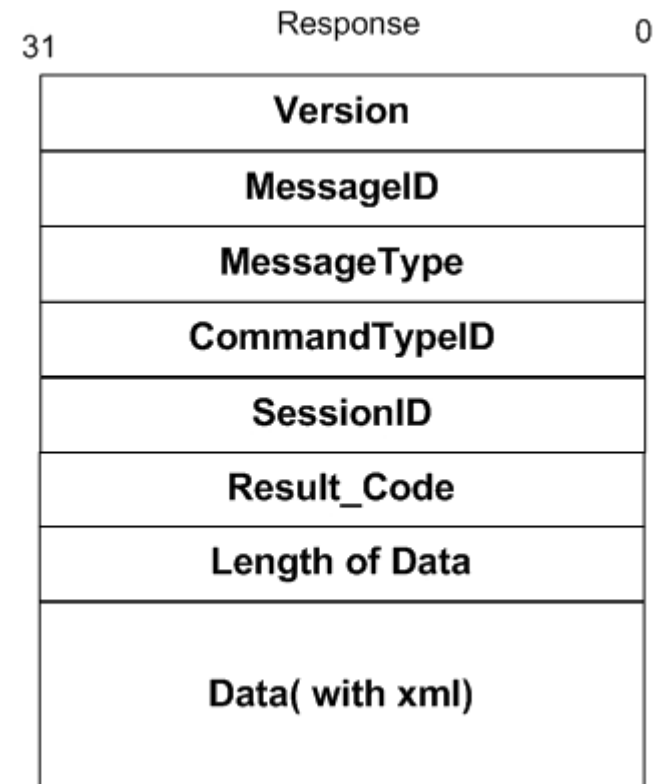 Response
31 0
Version
MessageID
MessageType
CommandTypeID
SessionID
Result_Code
Length of Data
Data( with xml)